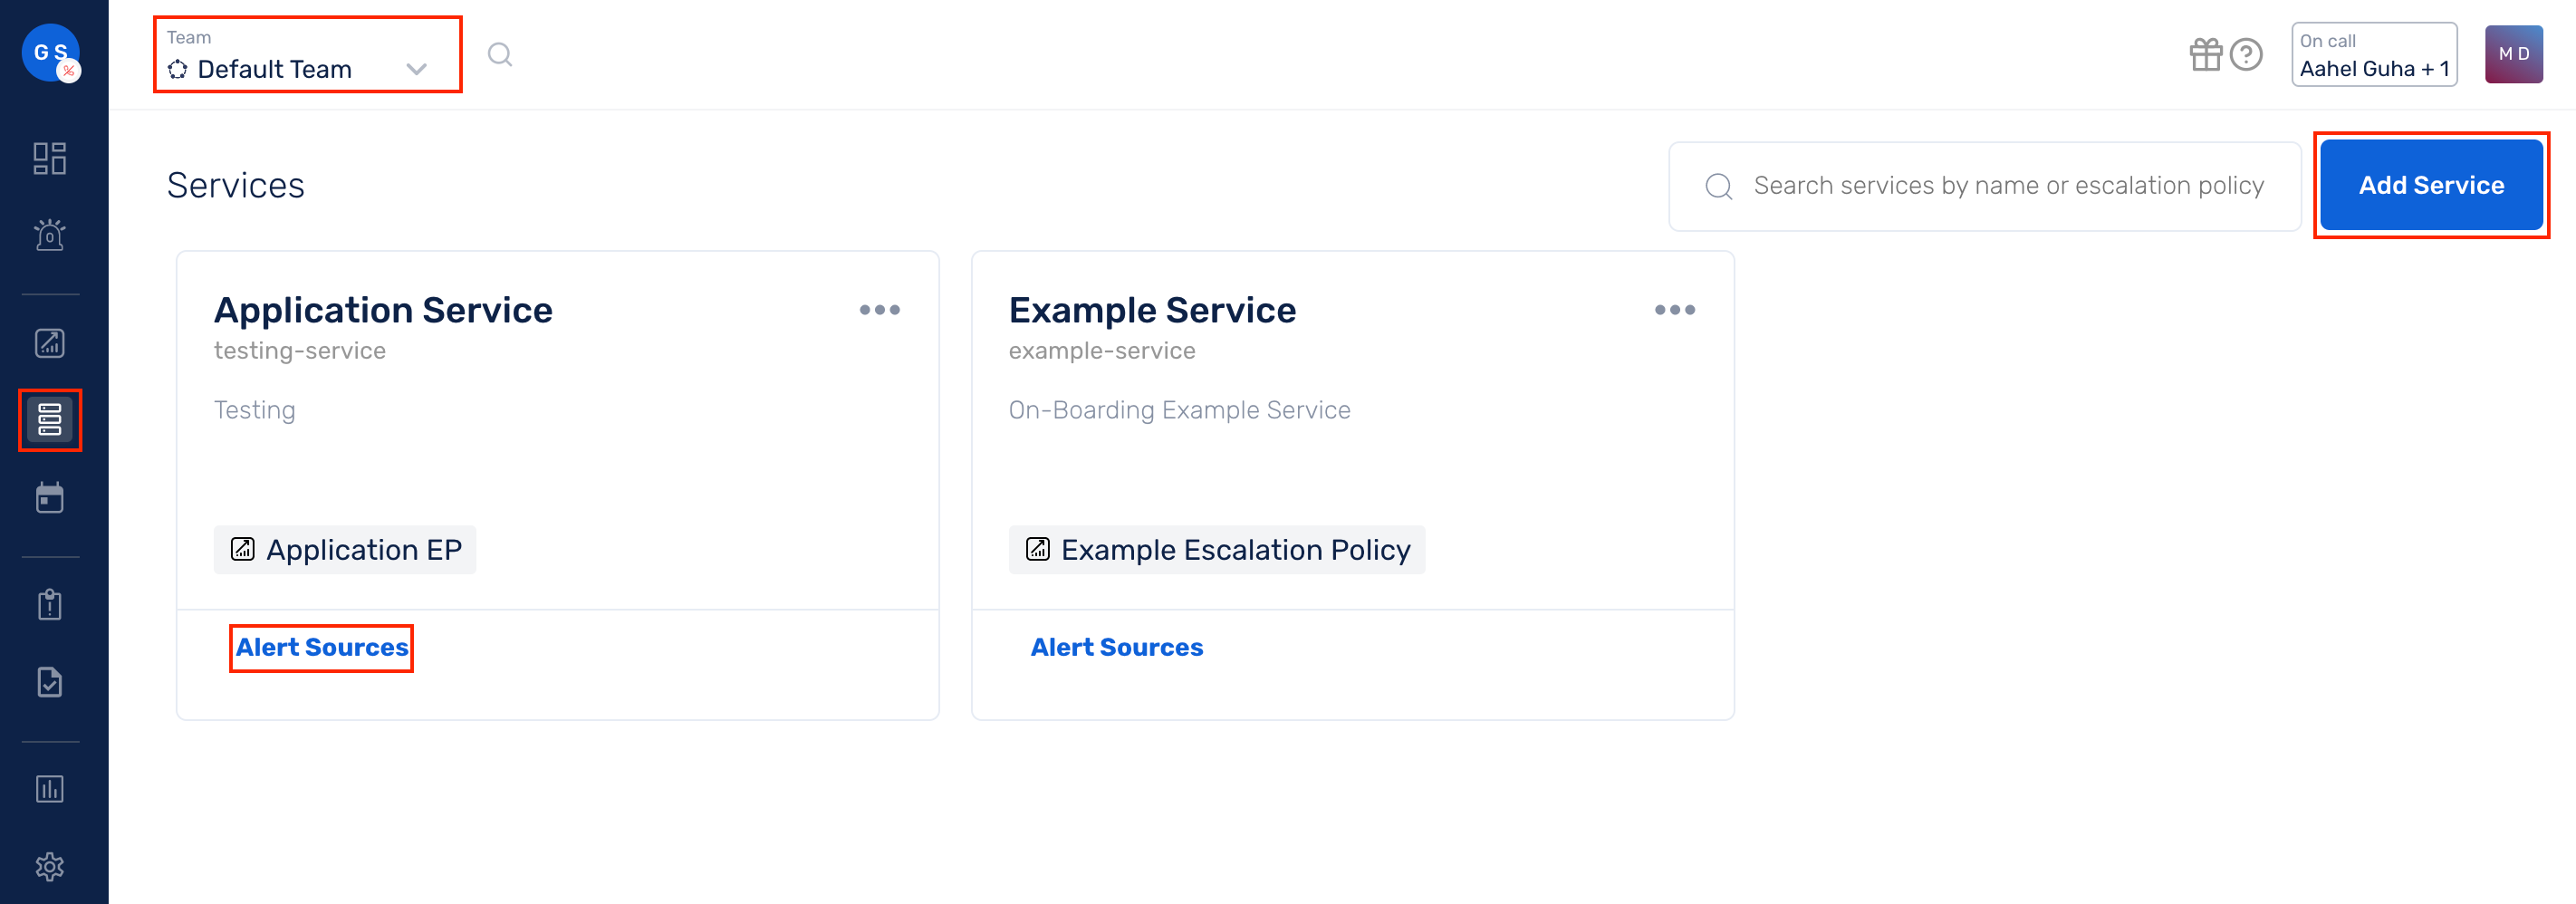 G S
Team
Default Team
On call
Aahel Guha + 1
M D
Services
Search services by name or escalation policy
Add Service
Application Service
testing-service
Testing
Application EP
Alert Sources
Example Service
example-service
On-Boarding Example Service
Example Escalation Policy
Alert Sources
0